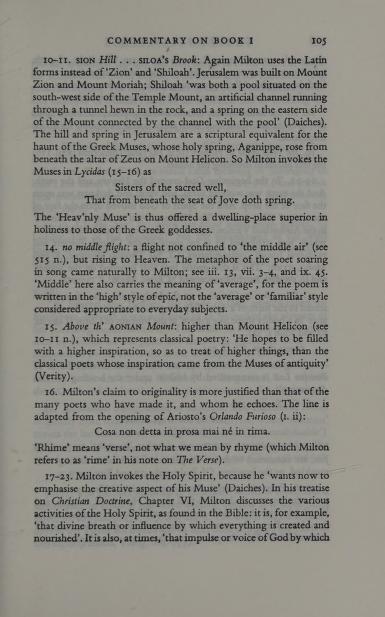 COMMENTARY ON BOOK I 105
10–11. SION Hill . . . SILOA'S Brook: Again Milton uses the Latin
forms instead of 'Zion' and 'Shiloah'. Jerusalem was built on Mount
Zion and Mount Moriah; Shiloah 'was both a pool situated on the
south-west side of the Temple Mount, an artificial channel running
through a tunnel hewn in the rock, and a spring on the eastern side
of the Mount connected by the channel with the pool' (Daiches).
The hill and spring in Jerusalem are a scriptural equivalent for the
haunt of the Greek Muses, whose holy spring, Aganippe, rose from
beneath the altar of Zeus on Mount Helicon. So Milton invokes the
Muses in Lycidas (15–16) as
Sisters of the sacred well,
That from beneath the seat of Jove doth spring.
The 'Heav'nly Muse' is thus offered a dwelling-place superior in
holiness to those of the Greek goddesses.
14. no middle flight: a flight not confined to 'the middle air' (see
515 n.), but rising to Heaven. The metaphor of the poet soaring
in song came naturally to Milton; see iii. 13, vii. 3–4, and ix. 45.
'Middle' here also carries the meaning of 'average', for the poem is
written in the 'high' style of epic, not the 'average' or 'familiar' style
considered appropriate to everyday subjects.
15. Above th' AONIAN Mount: higher than Mount Helicon (see
10–11 n.), which represents classical poetry: 'He hopes to be filled
with a higher inspiration, so as to treat of higher things, than the
classical poets whose inspiration came from the Muses of antiquity'
(Verity).
16. Milton's claim to originality is more justified than that of the
many poets who have made it, and whom he echoes. The line is
adapted from the opening of Ariosto's Orlando Furioso (I. ii):
Cosa non detta in prosa mai né in rima.
'Rhime' means 'verse', not what we mean by rhyme (which Milton
refers to as 'rime' in his note on The Verse).
17–23. Milton invokes the Holy Spirit, because he 'wants now to
emphasise the creative aspect of his Muse' (Daiches). In his treatise
on Christian Doctrine, Chapter VI, Milton discusses the various
activities of the Holy Spirit, as found in the Bible: it is, for example,
'that divine breath or influence by which everything is created and
nourished'. It is also, at times, 'that impulse or voice of God by which